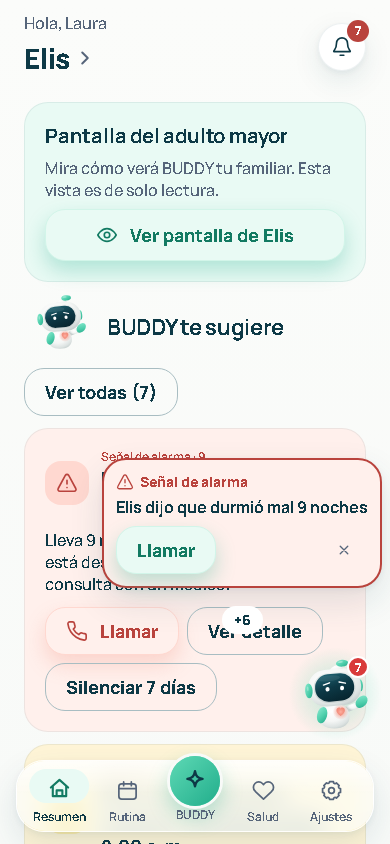 Hola, Laura
7
Elis
Pantalla del adulto mayor
Mira cómo verá BUDDY tu familiar. Esta
vista es de solo lectura.
Ver pantalla de Elis
BUDDY te sugiere
Ver todas (7)
Señal de alarma · 9
Señal de alarma
Elis dijo que durmió mal 9 noches
Lleva 9
está des
Llamar
consulta con un médico.
Llamar
Ver detalle
+6
Silenciar 7 días
7
Resumen
Rutina
BUDDY
Salud
Ajustes